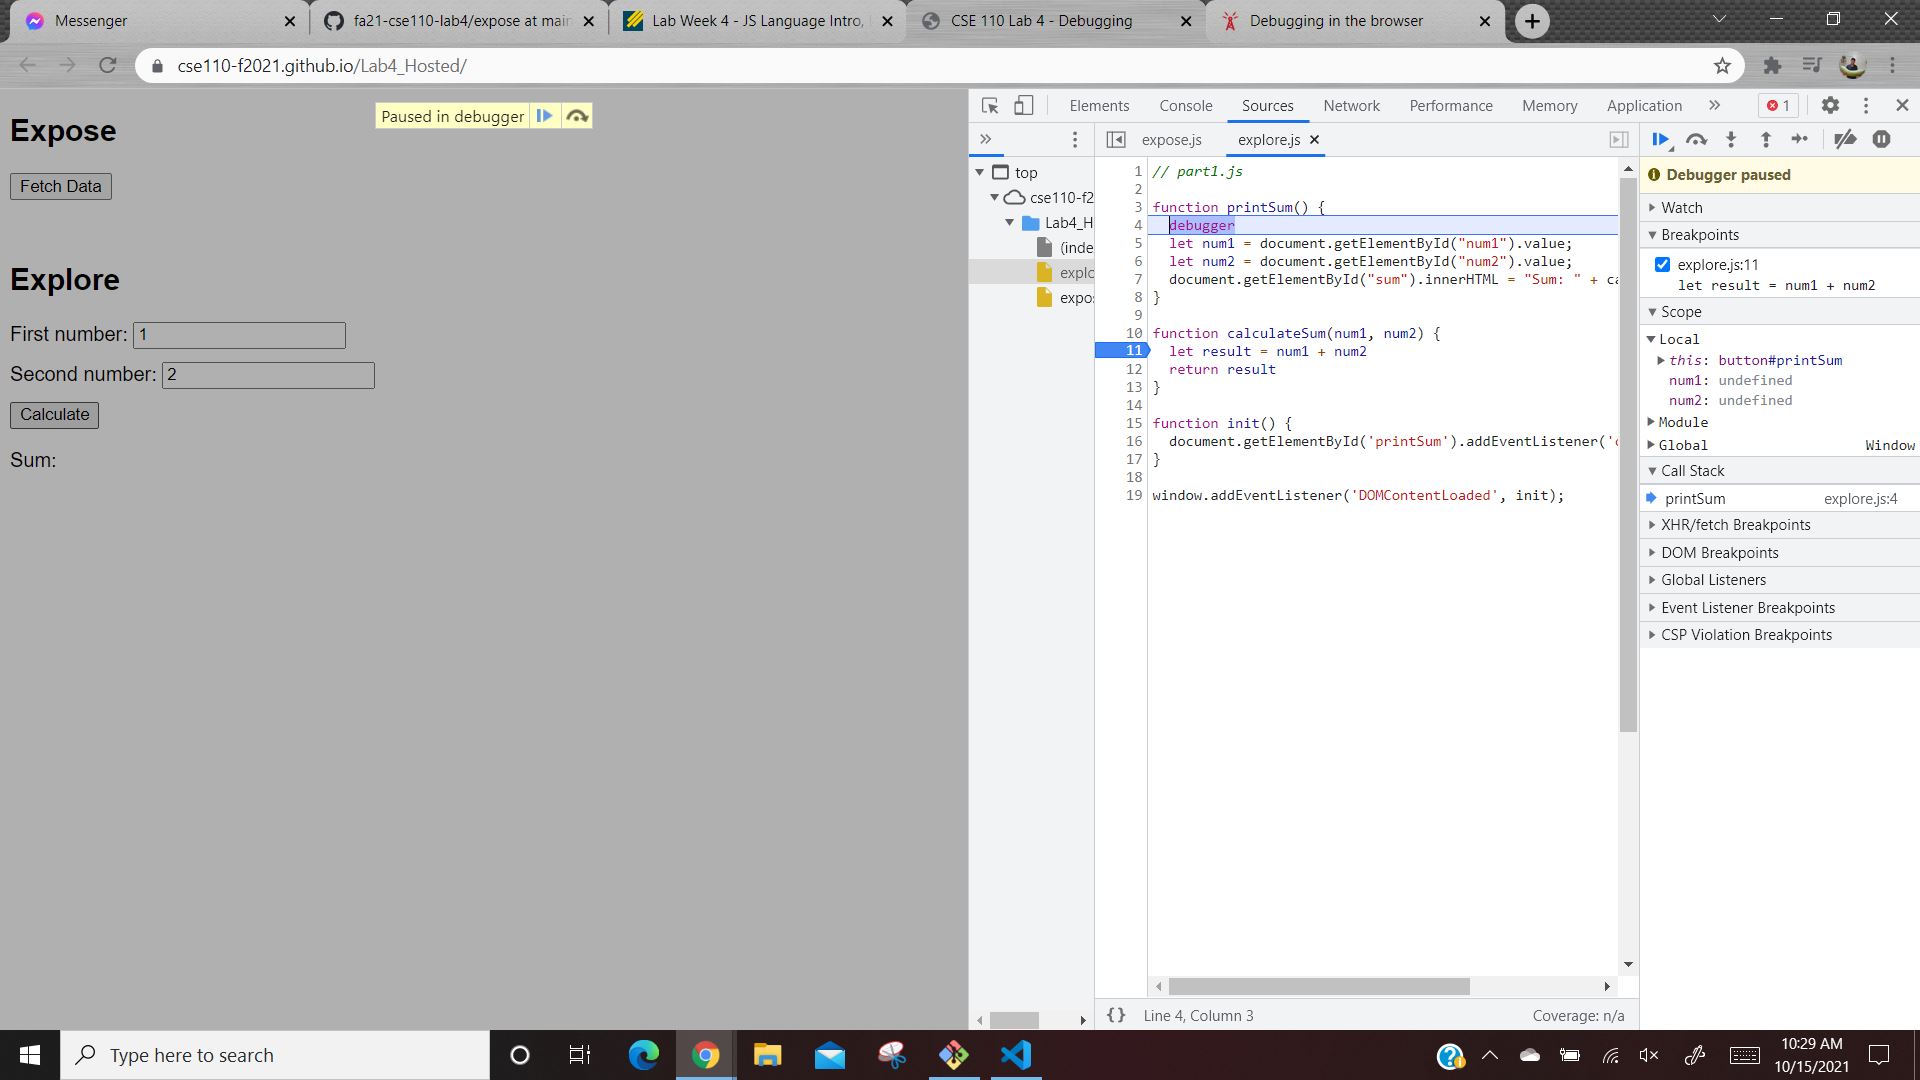 Messenger
fa21-cse110-lab4/expose at main
Lab Week 4 - JS Language Intro,
CSE 110 Lab 4 - Debugging
Debugging in the browser
cse110-f2021.github.io/Lab4_Hosted/
Expose
Paused in debugger
Fetch Data
Explore
First number: 1
Second number: 2
Calculate
Sum:
Elements Console Sources Network Performance Memory Application » 1
»
expose.js explore.js
top
cse110-f2
Lab4_H
(inde
explo
expos
1 // part1.js
2
3 function printSum() {
4 debugger
5 let num1 = document.getElementById("num1").value;
6 let num2 = document.getElementById("num2").value;
7 document.getElementById("sum").innerHTML = "Sum: " + ca
8 }
9
10 function calculateSum(num1, num2) {
11 let result = num1 + num2
12 return result
13 }
14
15 function init() {
16 document.getElementById('printSum').addEventListener('c
17 }
18
19 window.addEventListener('DOMContentLoaded', init);
{ } Line 4, Column 3 Coverage: n/a
Debugger paused
Watch
Breakpoints
explore.js:11
let result = num1 + num2
Scope
Local
this: button#printSum
num1: undefined
num2: undefined
Module
Global Window
Call Stack
printSum explore.js:4
XHR/fetch Breakpoints
DOM Breakpoints
Global Listeners
Event Listener Breakpoints
CSP Violation Breakpoints
Type here to search
10:29 AM
10/15/2021